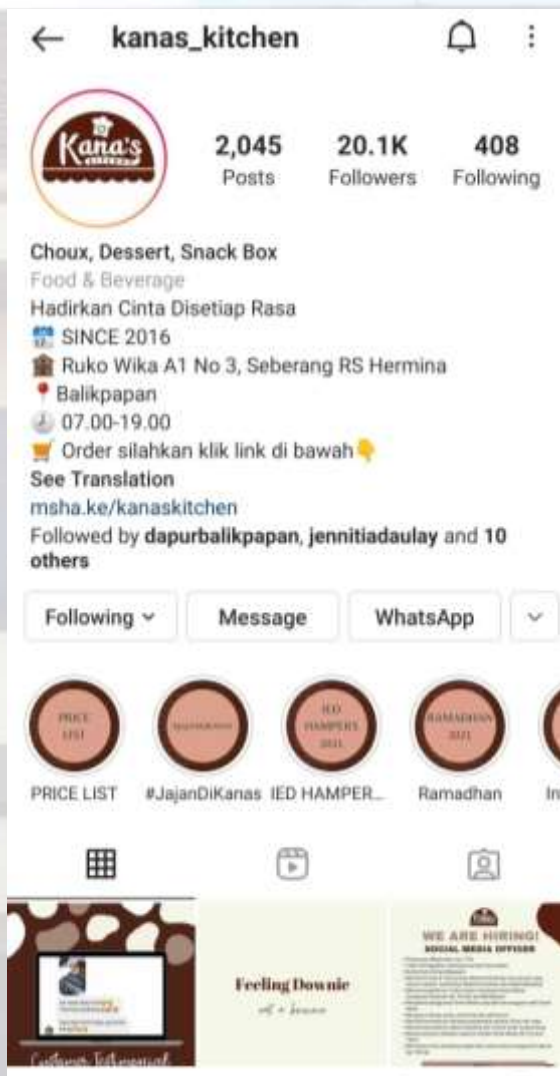 kanas_kitchen
Kana's
KITCHEN
2,045 20.1K 408
Posts Followers Following
Choux, Dessert, Snack Box
Food & Beverage
Hadirkan Cinta Disetiap Rasa
SINCE 2016
Ruko Wika A1 No 3, Seberang RS Hermina
Balikpapan
07.00-19.00
Order silahkan klik link di bawah
See Translation
msha.ke/kanaskitchen
Followed by dapurbalikpapan, jennitiadaulay and 10
others
Following Message WhatsApp
PRICE
LIST
IED
HAMPERS
2021
RAMADHAN
2021
PRICE LIST #JajanDiKanas IED HAMPER... Ramadhan In
Feeling Downie
WE ARE HIRING!
SOCIAL MEDIA OFFICER
Customer Testimonials